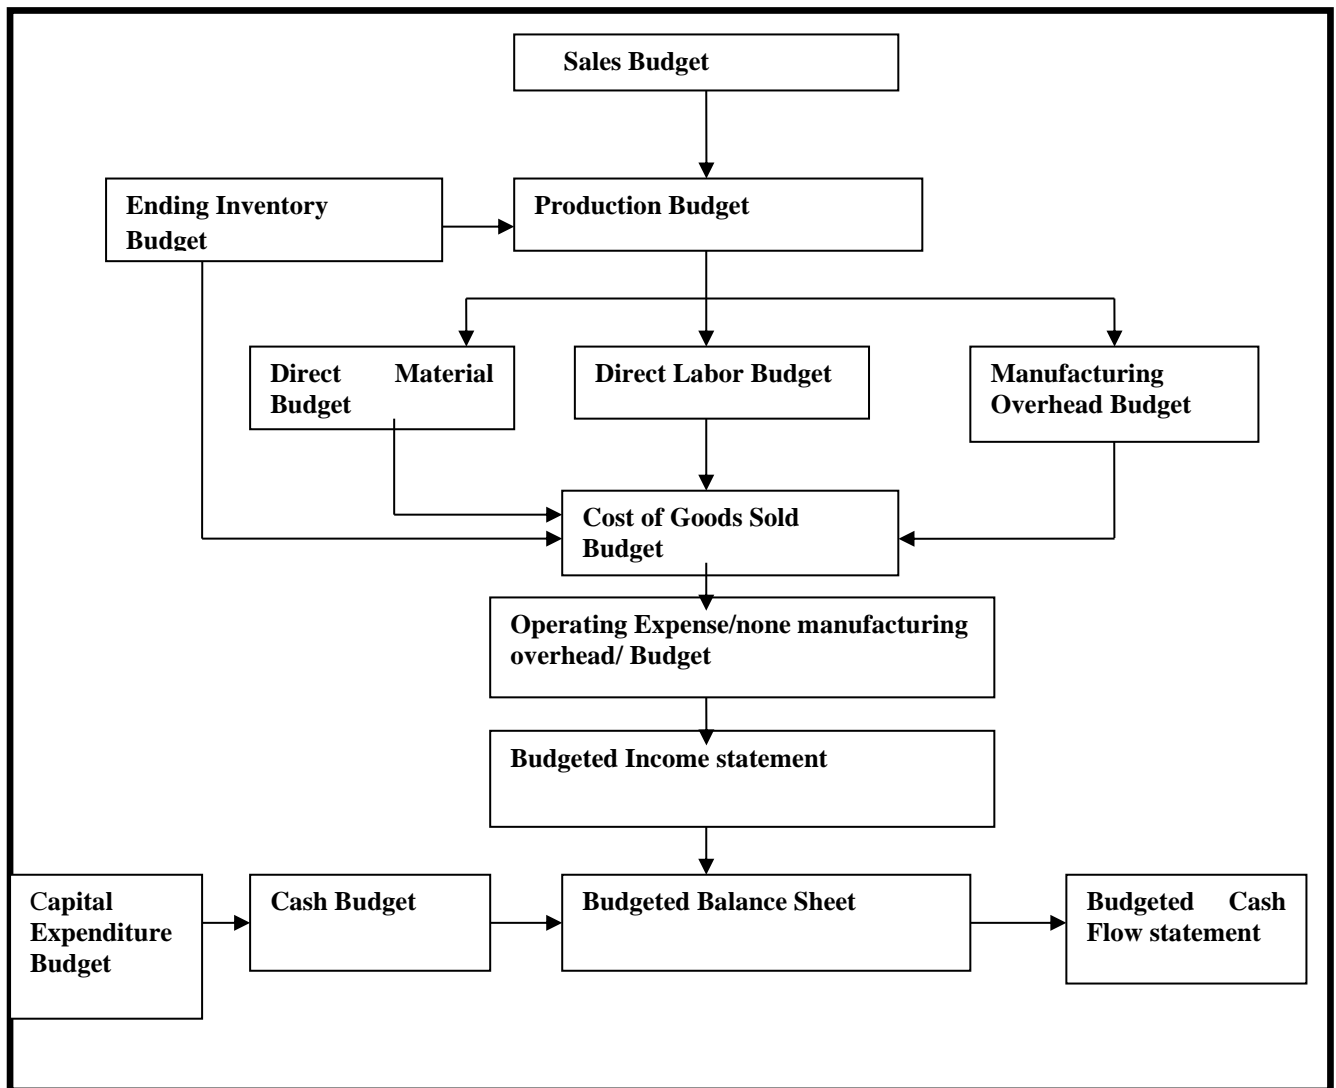 Sales Budget
Ending Inventory
Budget
Production Budget
Direct Material
Budget
Direct Labor Budget
Manufacturing
Overhead Budget
Cost of Goods Sold
Budget
Operating Expense/none manufacturing
overhead/ Budget
Budgeted Income statement
Capital
Expenditure
Budget
Cash Budget
Budgeted Balance Sheet
Budgeted Cash
Flow statement